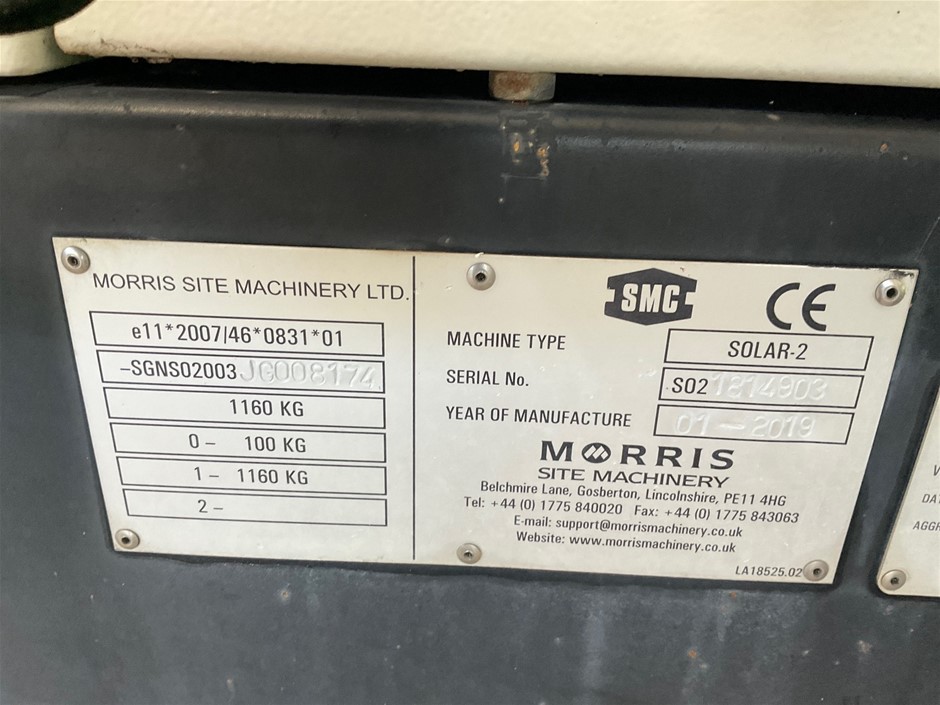 MORRIS SITE MACHINERY LTD.
e11*2007/46*0831*01
-SGNS02003JG008174
1160 KG
0 - 100 KG
1 - 1160 KG
2 -
SMC
CE
MACHINE TYPE SOLAR-2
SERIAL No. S021814903
YEAR OF MANUFACTURE 01-2019
MORRIS
SITE MACHINERY
Belchmire Lane, Gosberton, Lincolnshire, PE11 4HG
Tel: +44 (0) 1775 840020 Fax: +44 (0) 1775 843063
E-mail: support@morrismachinery.co.uk
Website: www.morrismachinery.co.uk
LA18525.02